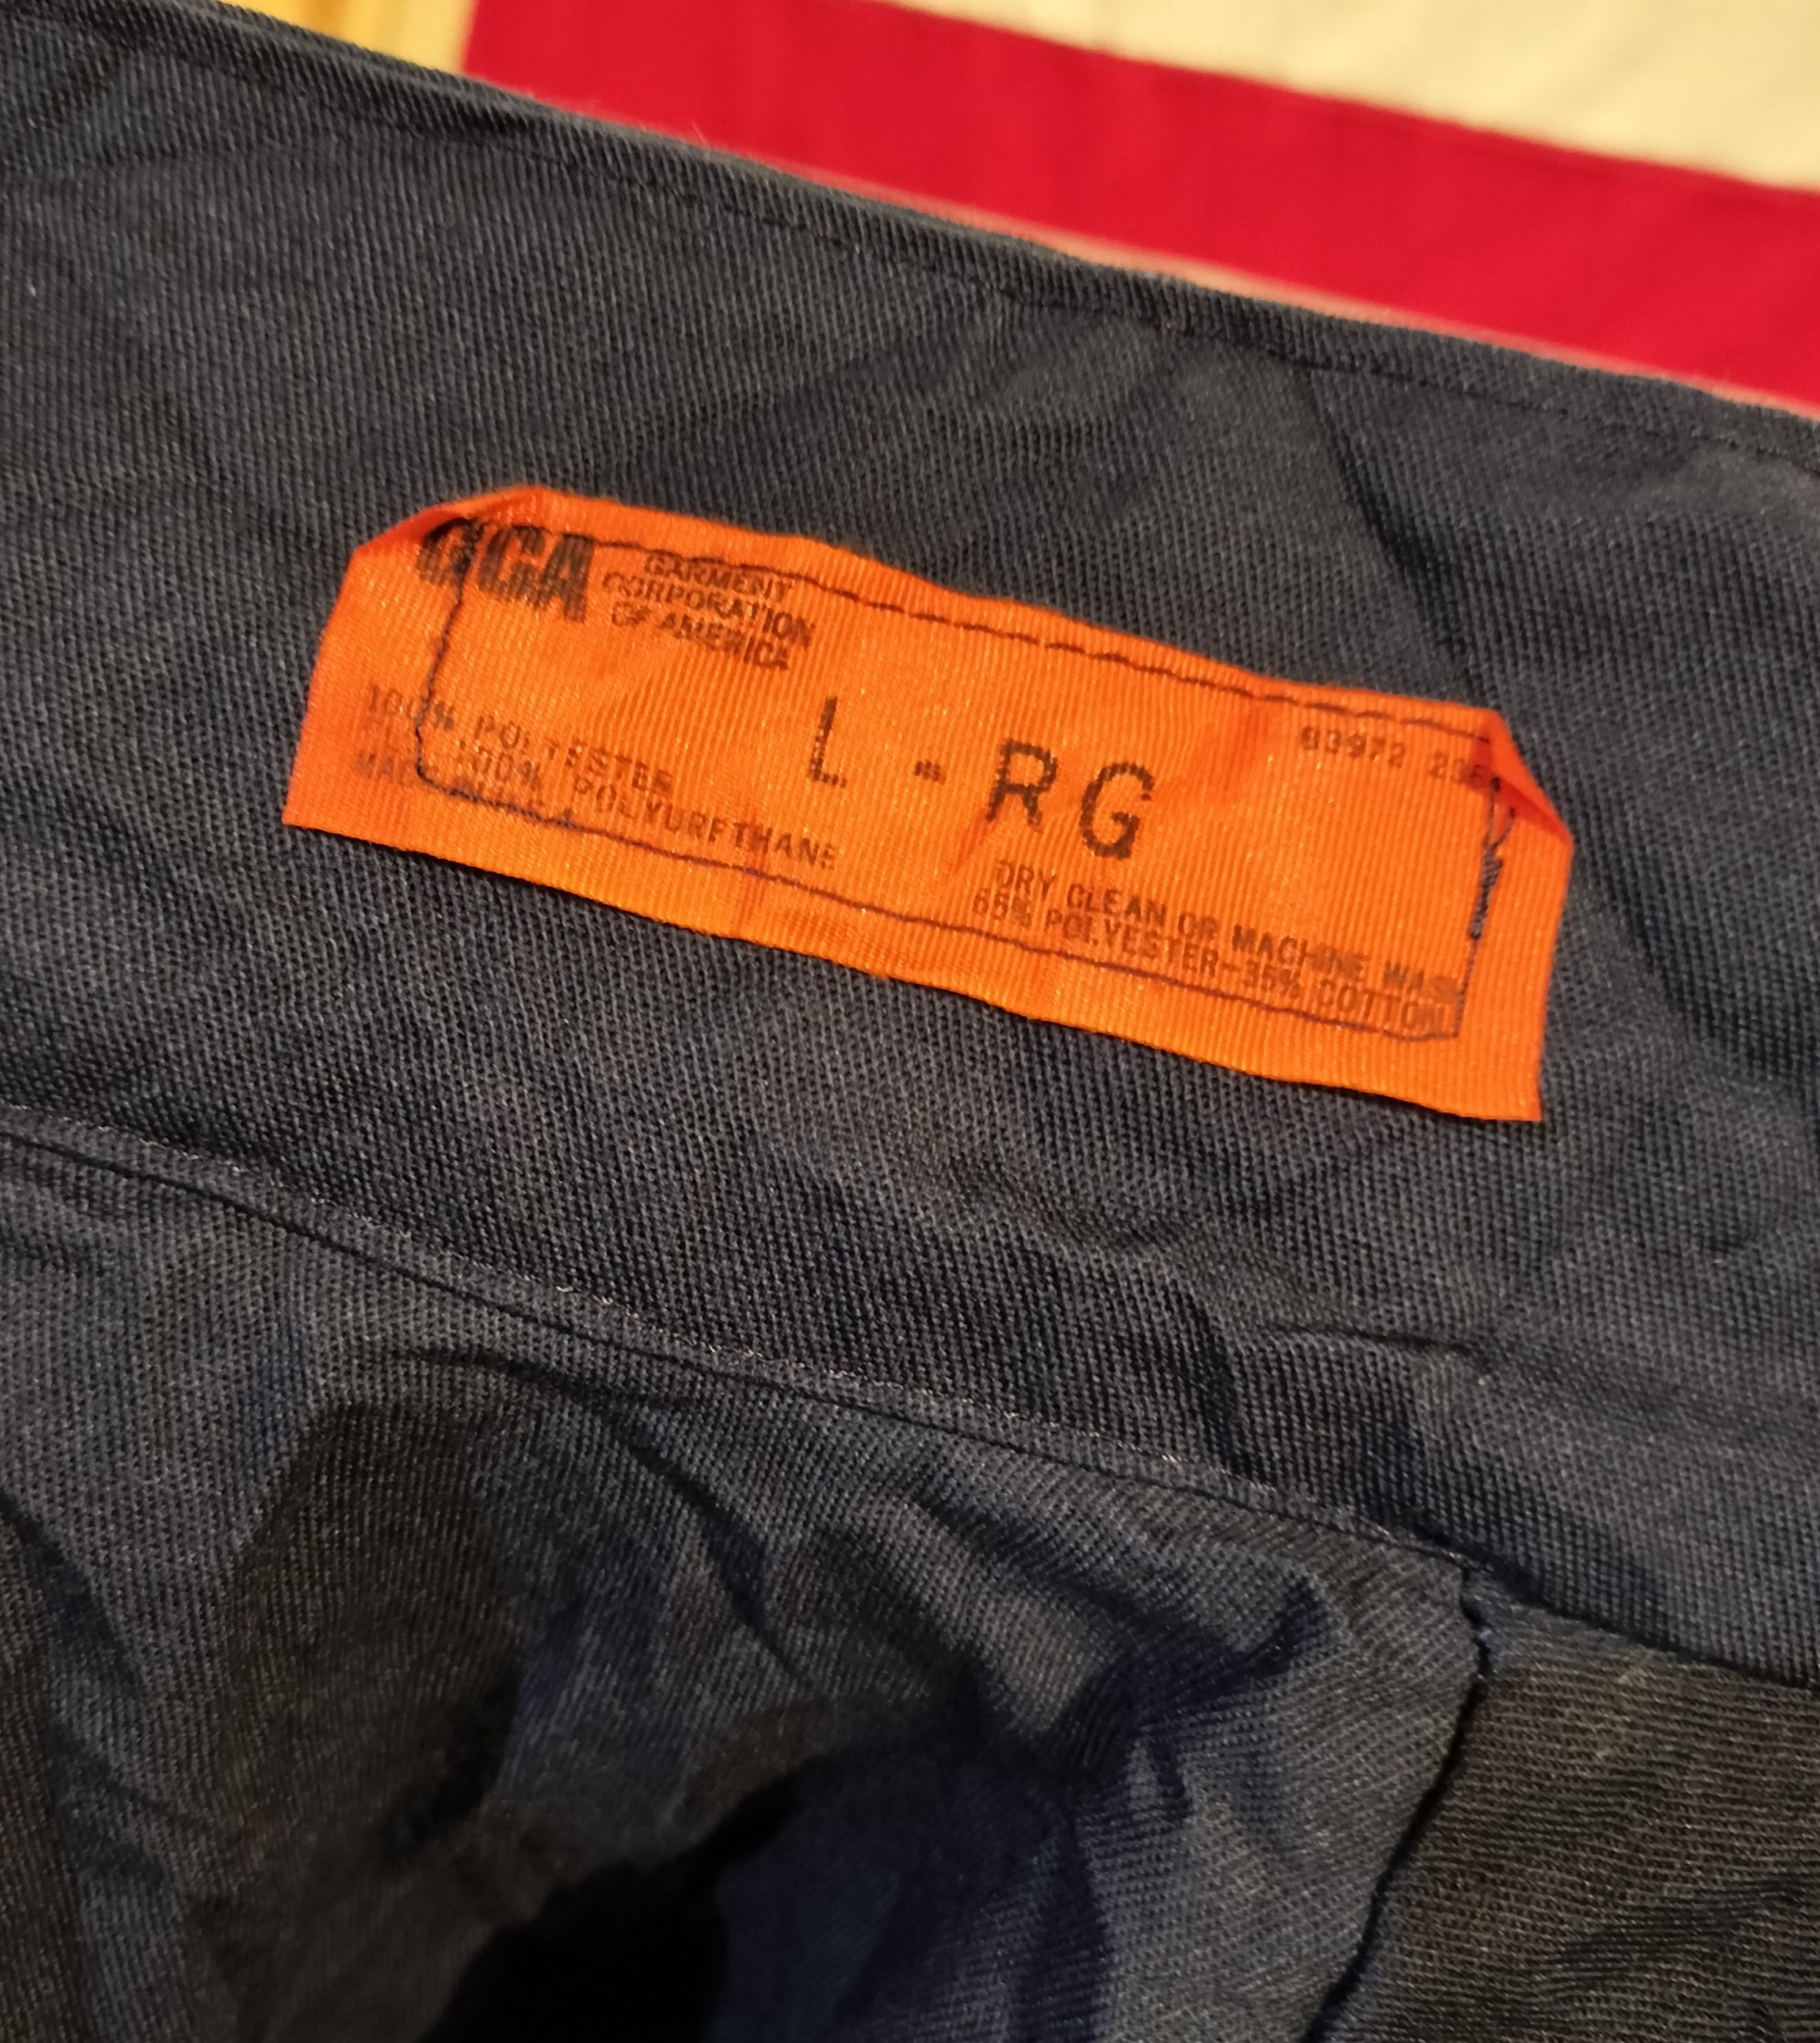 GCA
GARMENT
CORPORATION
OF AMERICA
L-RG
100% POLYESTER
100% POLYURETHANE
DRY CLEAN OR MACHINE WASH
65% POLYESTER-35% COTTON